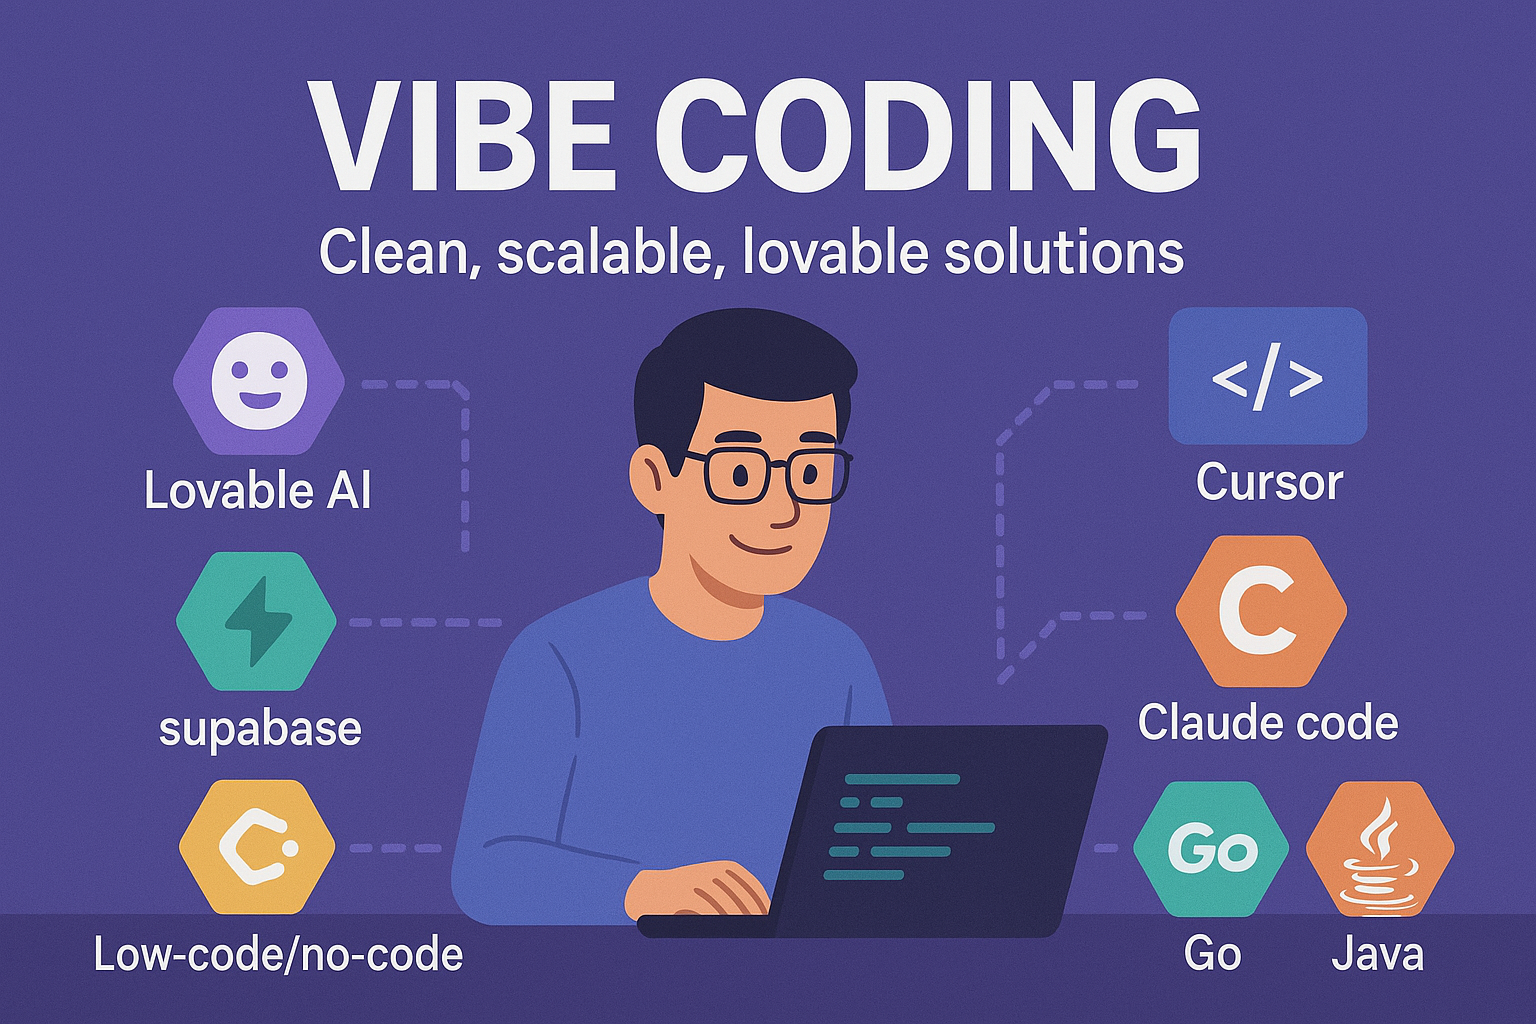 VIBE CODING
Clean, scalable, lovable solutions
Lovable AI
supabase
Low-code/no-code
</>
Cursor
C
Claude code
Go
Go
Java